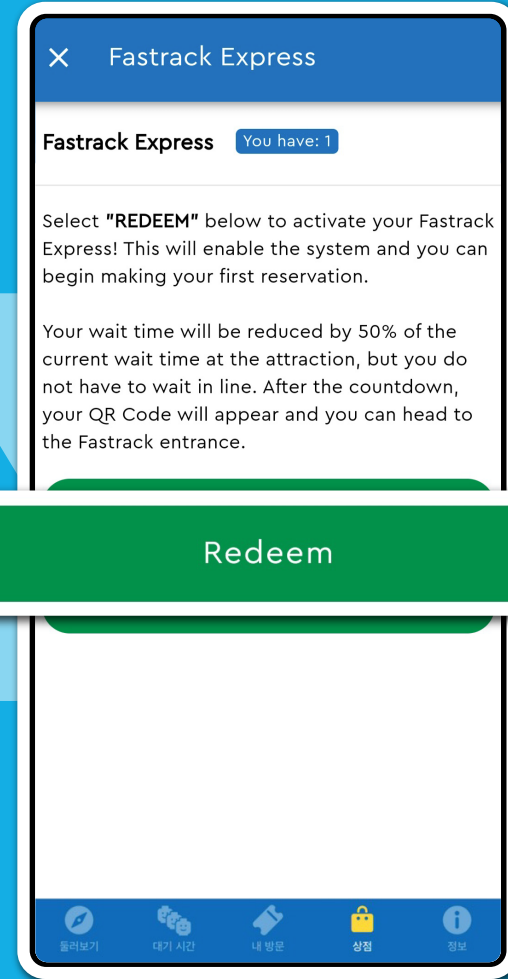 Fastrack Express
Fastrack Express You have: 1
Select "REDEEM" below to activate your Fastrack
Express! This will enable the system and you can
begin making your first reservation.
Your wait time will be reduced by 50% of the
current wait time at the attraction, but you do
not have to wait in line. After the countdown,
your QR Code will appear and you can head to
the Fastrack entrance.
Redeem
둘러보기 대기 시간 내 방문 상점 정보